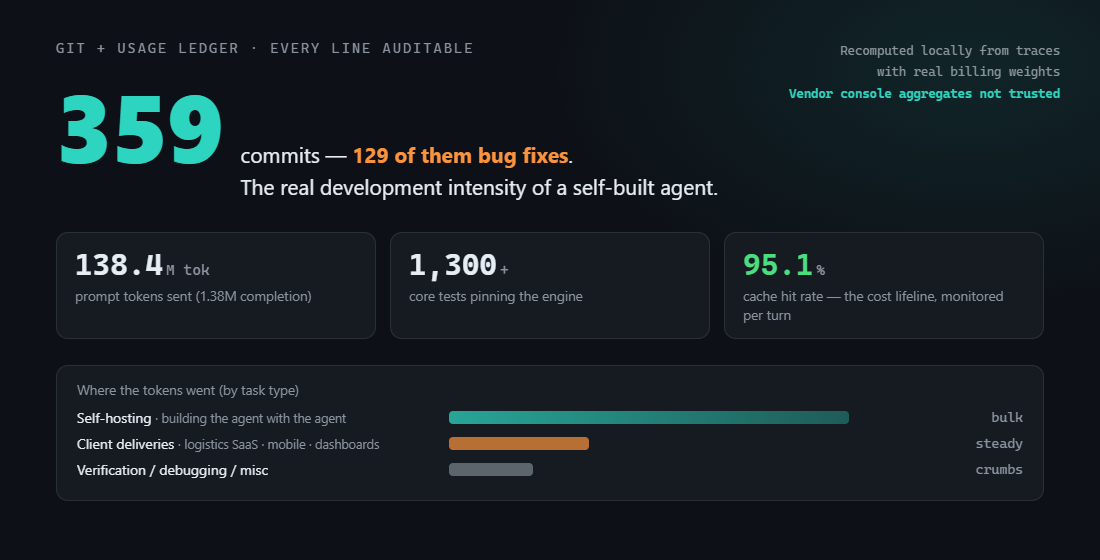 GIT + USAGE LEDGER · EVERY LINE AUDITABLE
Recomputed locally from traces
with real billing weights
Vendor console aggregates not trusted
359
commits — 129 of them bug fixes.
The real development intensity of a self-built agent.
138.4 M tok
prompt tokens sent (1.38M completion)
1,300 +
core tests pinning the engine
95.1 %
cache hit rate — the cost lifeline, monitored
per turn
Where the tokens went (by task type)
Self-hosting · building the agent with the agent bulk
Client deliveries · logistics SaaS · mobile · dashboards steady
Verification / debugging / misc crumbs